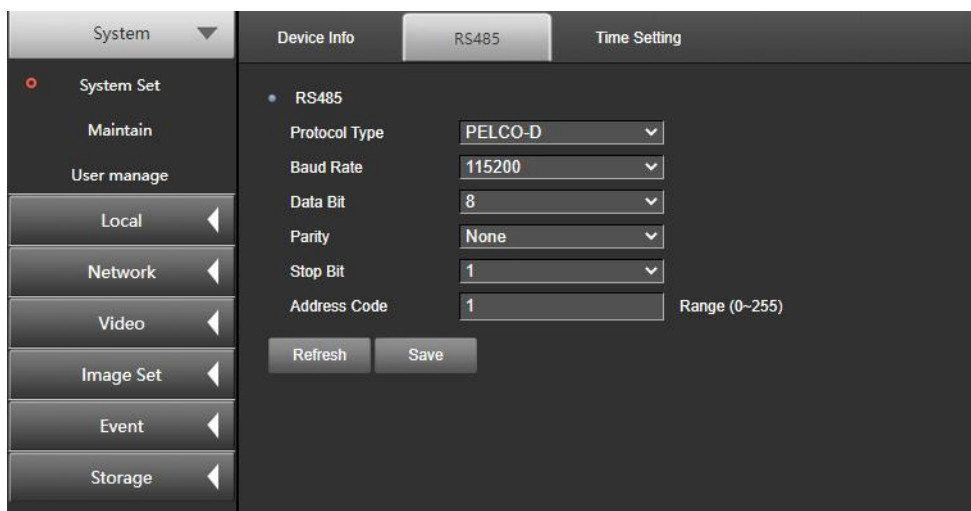 System
Device Info
RS485
Time Setting
System Set
Maintain
User manage
Local
Network
Video
Image Set
Event
Storage
RS485
Protocol Type PELCO-D
Baud Rate 115200
Data Bit 8
Parity None
Stop Bit 1
Address Code 1 Range (0~255)
Refresh Save